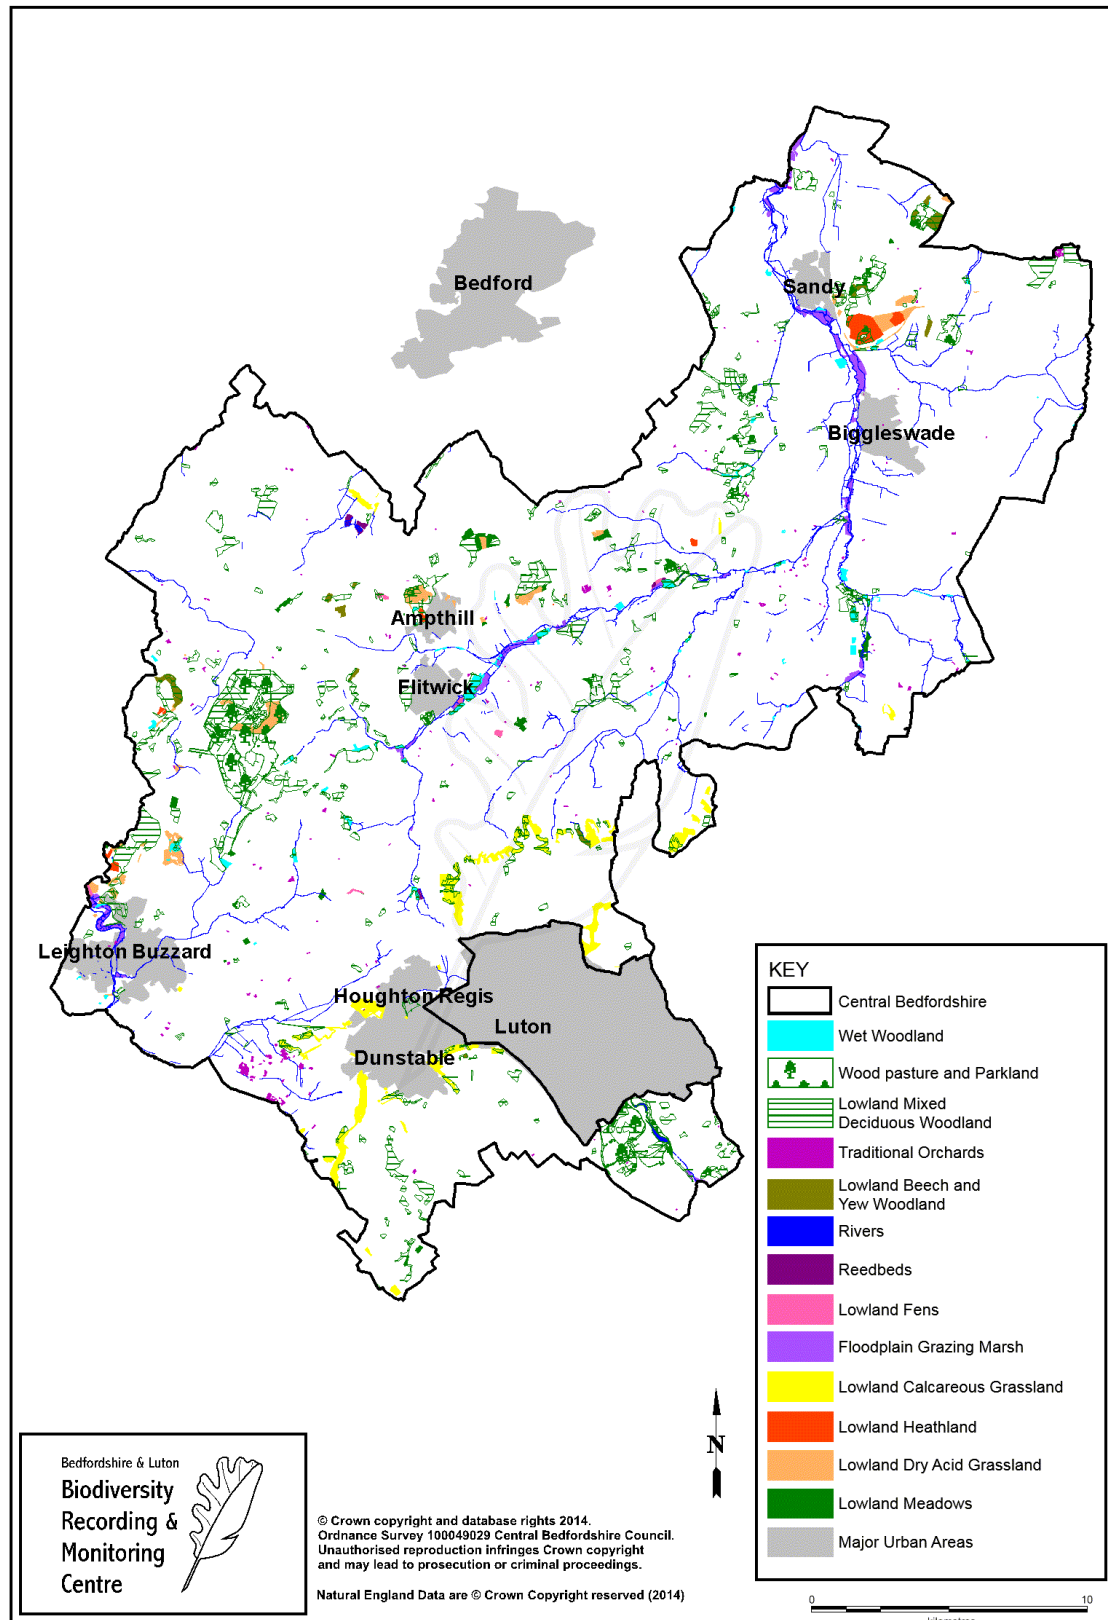 Bedford
Sandy
Biggleswade
Ampthill
Flitwick
Leighton Buzzard
Houghton Regis
Luton
Dunstable
KEY
Central Bedfordshire
Wet Woodland
Wood pasture and Parkland
Lowland Mixed
Deciduous Woodland
Traditional Orchards
Lowland Beech and
Yew Woodland
Rivers
Reedbeds
Lowland Fens
Floodplain Grazing Marsh
Lowland Calcareous Grassland
Lowland Heathland
Lowland Dry Acid Grassland
Lowland Meadows
Major Urban Areas
N
Bedfordshire & Luton
Biodiversity
Recording &
Monitoring
Centre
© Crown copyright and database rights 2014.
Ordnance Survey 100049029 Central Bedfordshire Council.
Unauthorised reproduction infringes Crown copyright
and may lead to prosecution or criminal proceedings.
Natural England Data are © Crown Copyright reserved (2014)
0 10
kilometres